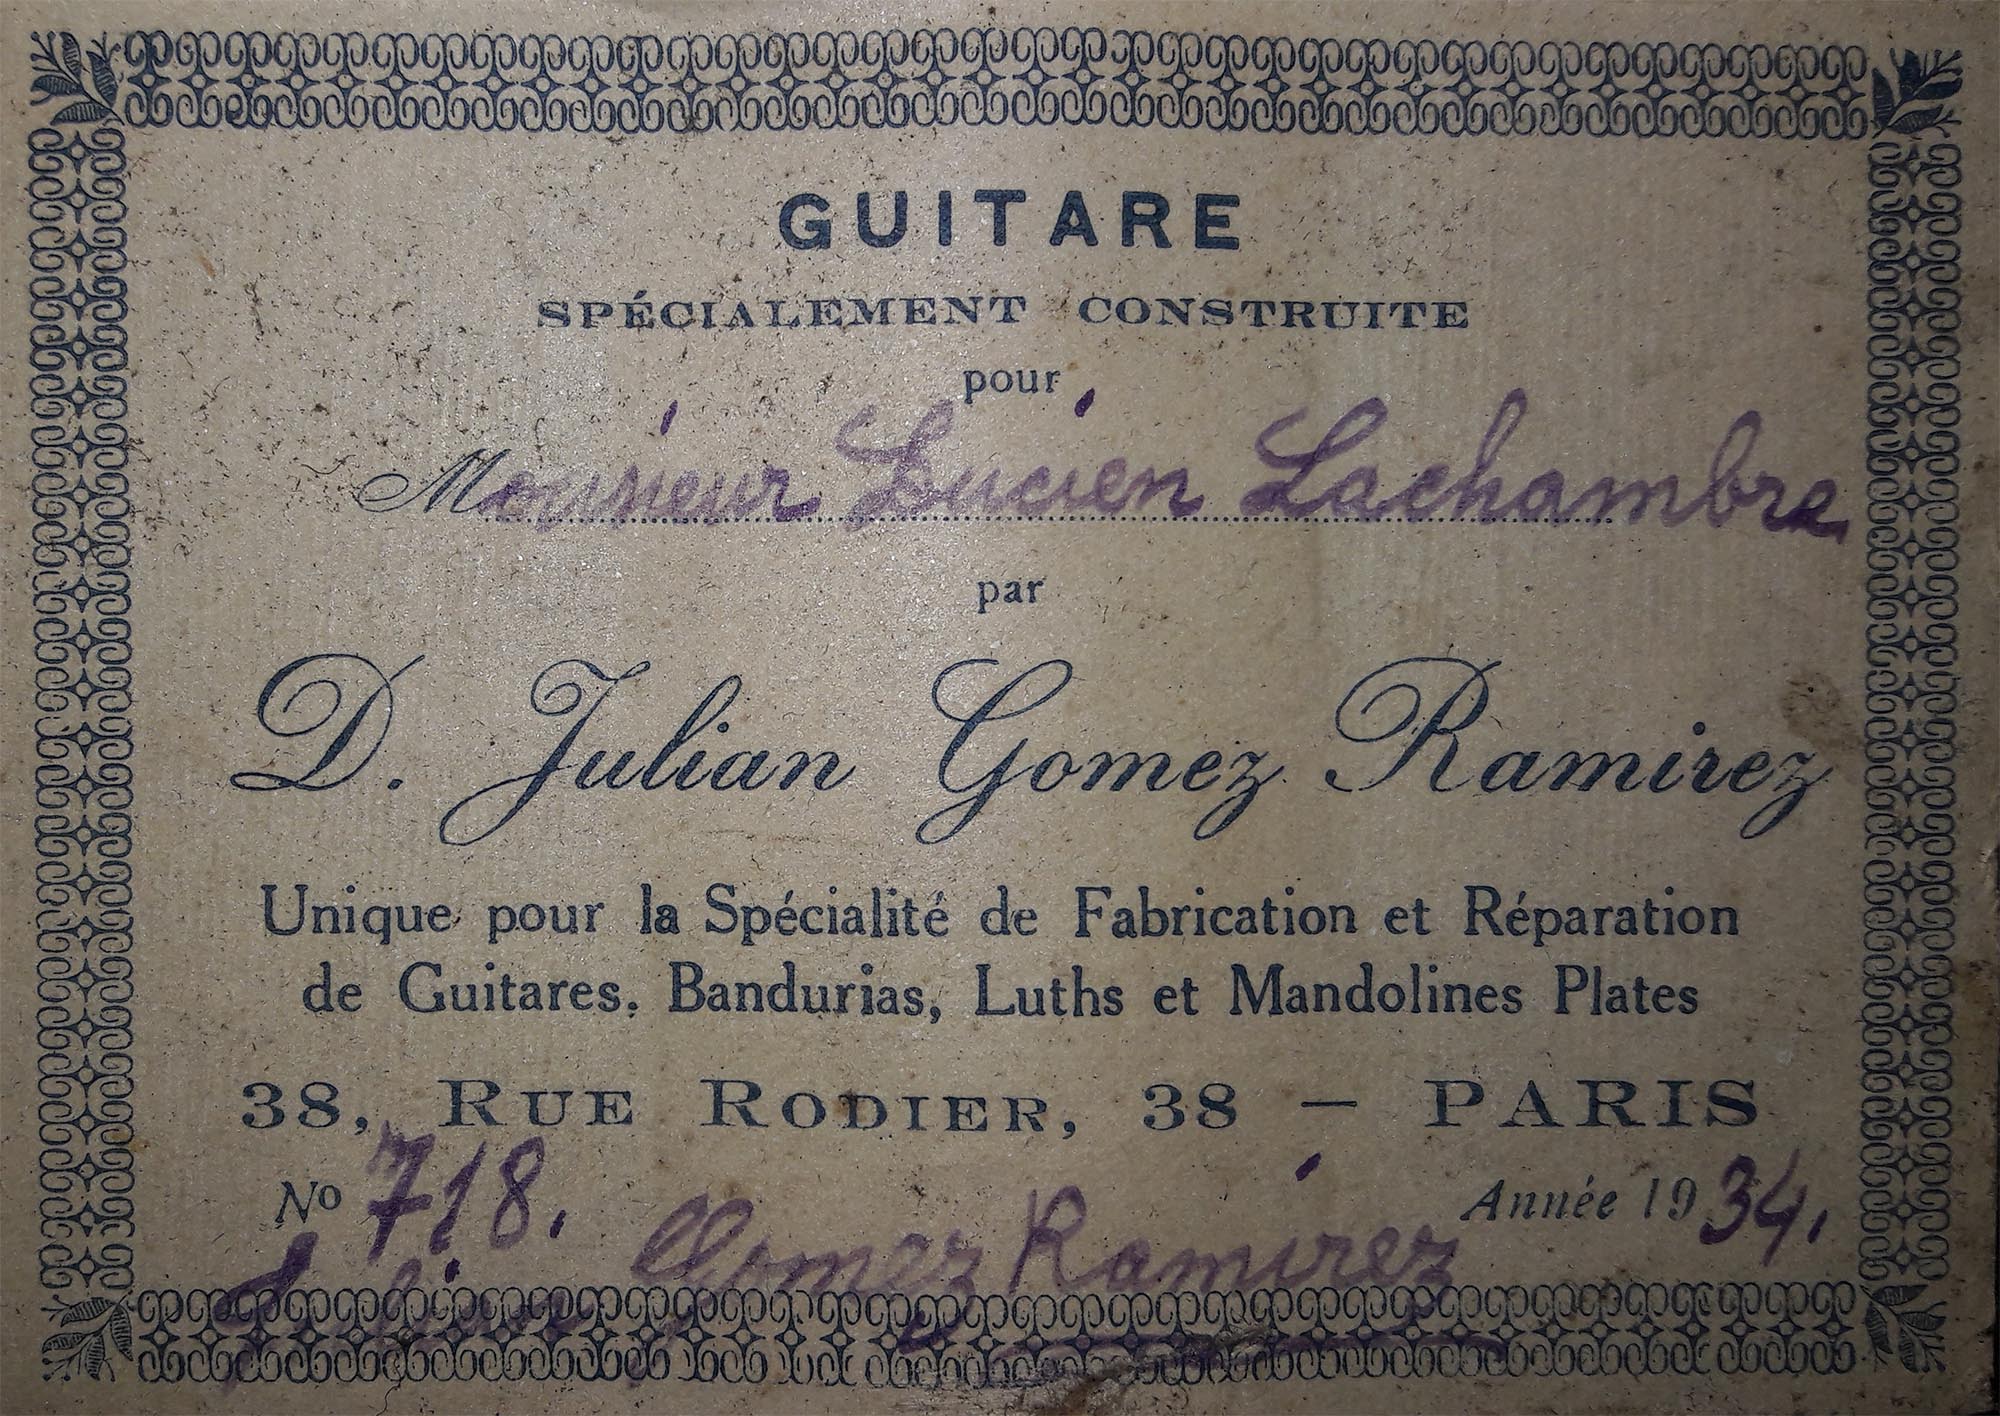 GUITARE
SPÉCIALEMENT CONSTRUITE
pour
Monsieur Lucien Lachambre
par
D. Julian Gomez Ramirez
Unique pour la Spécialité de Fabrication et Réparation
de Guitares. Bandurias, Luths et Mandolines Plates
38, RUE RODIER, 38 — PARIS
No 718. Année 1934.
Julian Gomez Ramirez